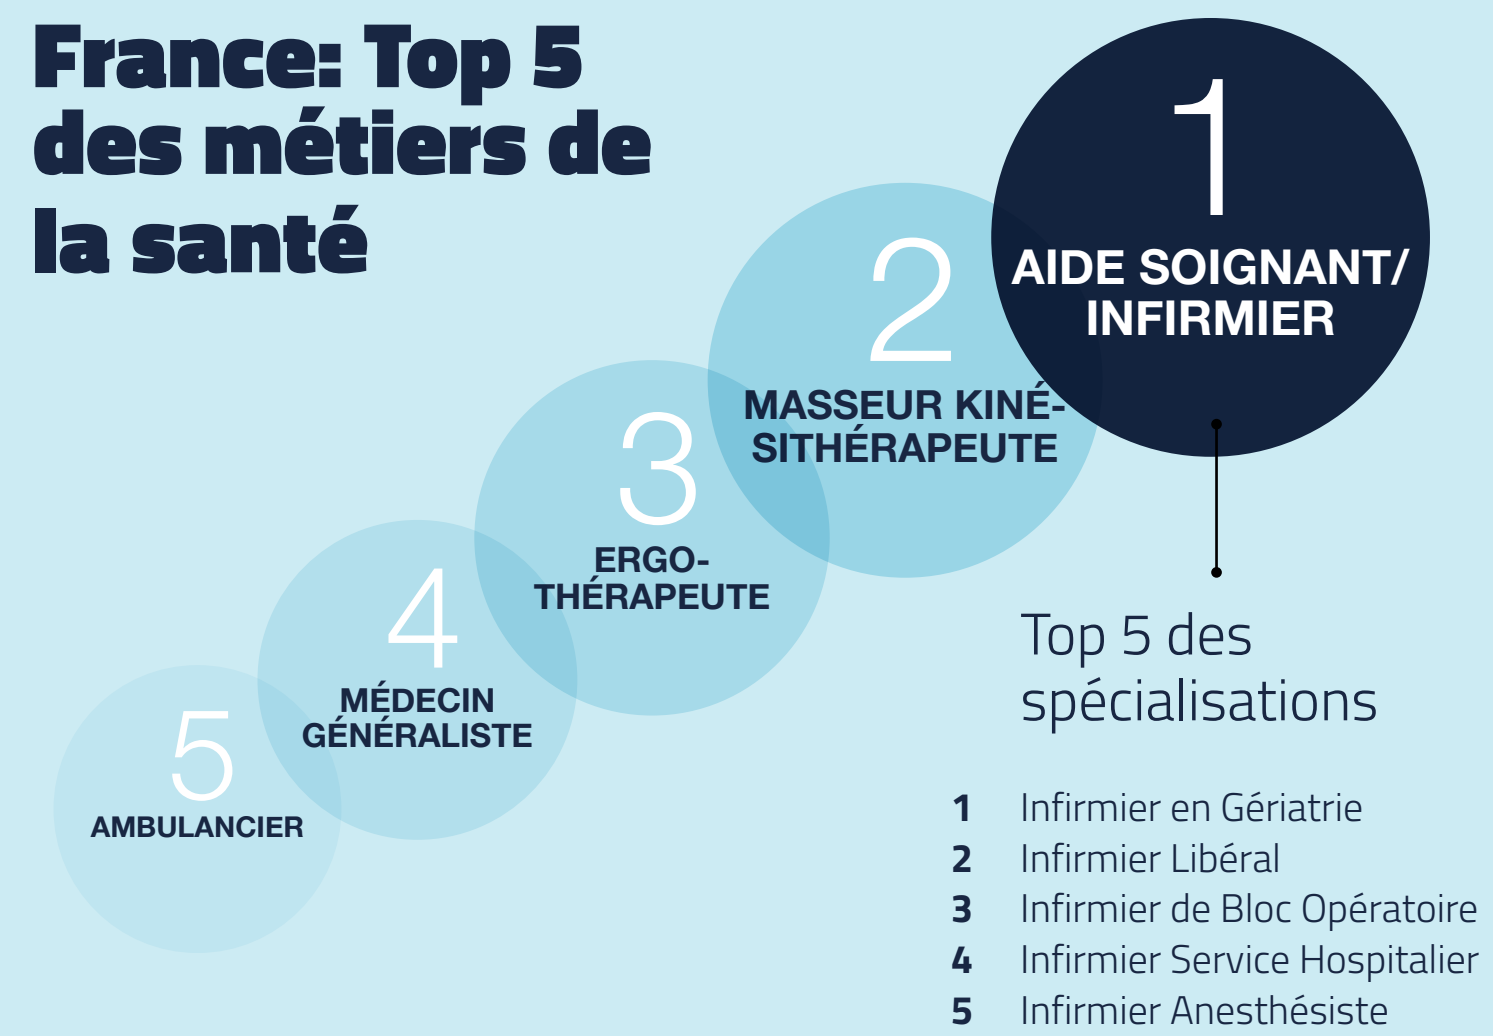 France: Top 5
des métiers de
la santé
1
AIDE SOIGNANT/
INFIRMIER
2
MASSEUR KINÉ-
SITHÉRAPEUTE
3
ERGO-
THÉRAPEUTE
4
MÉDECIN
GÉNÉRALISTE
5
AMBULANCIER
Top 5 des
spécialisations
1 Infirmier en Gériatrie
2 Infirmier Libéral
3 Infirmier de Bloc Opératoire
4 Infirmier Service Hospitalier
5 Infirmier Anesthésiste